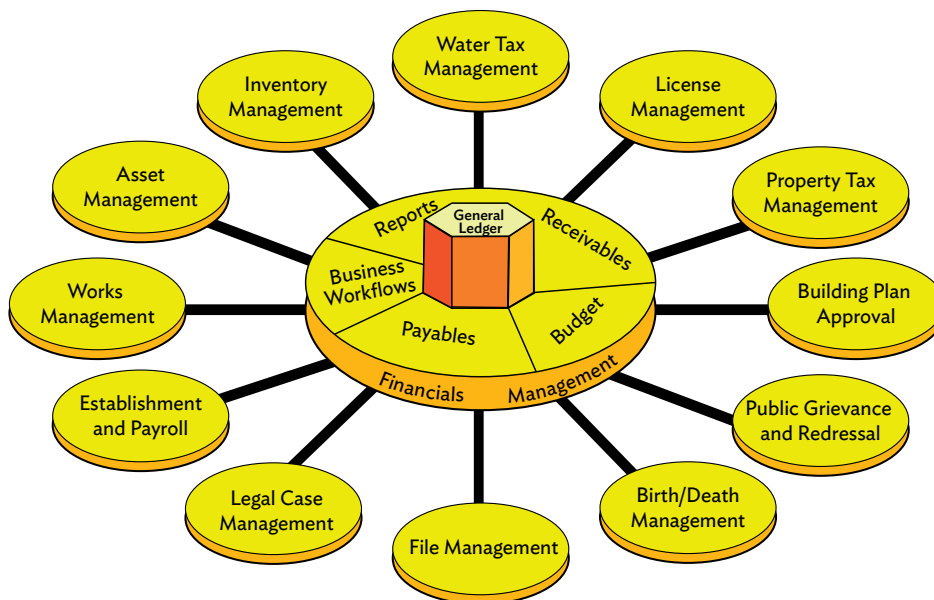 Water Tax
Management
Inventory
Management
License
Management
Asset
Management
Property Tax
Management
Reports
General
Ledger
Receivables
Business
Workflows
Works
Management
Building Plan
Approval
Payables
Budget
Financials Management
Establishment
and Payroll
Public Grievance
and Redressal
Legal Case
Management
Birth/Death
Management
File Management